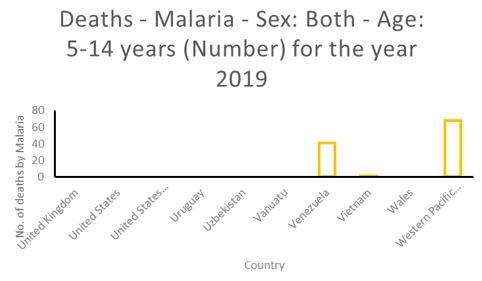 Deaths - Malaria - Sex: Both - Age:
5-14 years (Number) for the year
2019
No. of deaths by Malaria
80
60
40
20
0
United Kingdom
United States
United States...
Uruguay
Uzbekistan
Vanuatu
Venezuela
Vietnam
Wales
Western Pacific...
Country